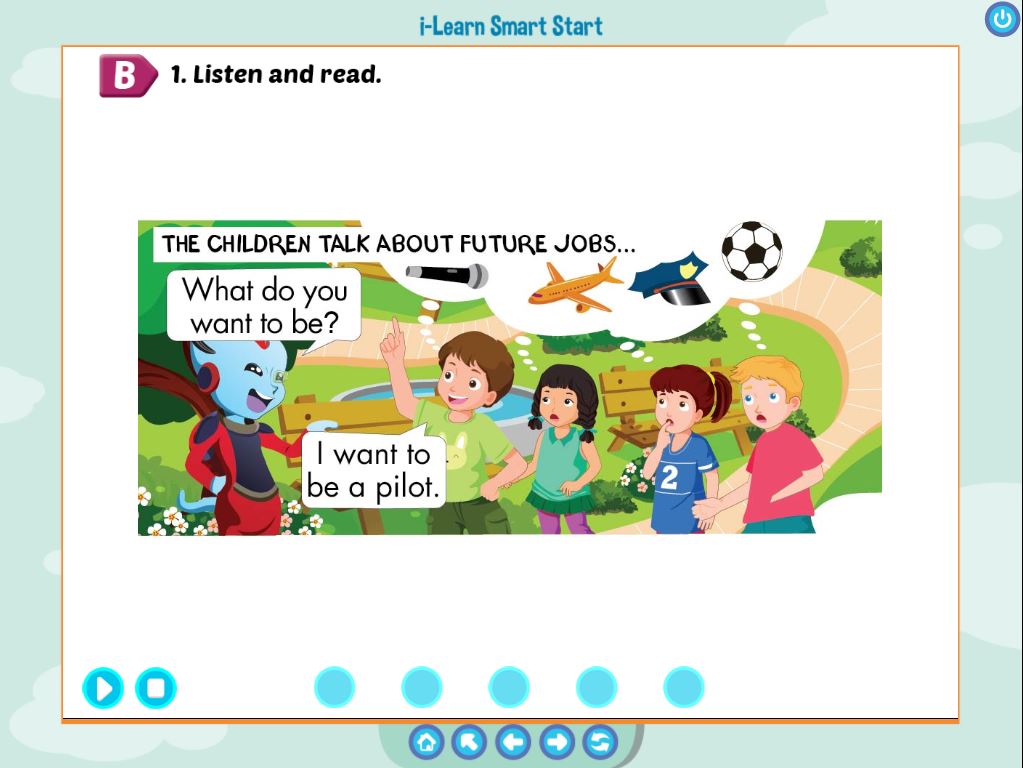 i-Learn Smart Start
B 1. Listen and read.
THE CHILDREN TALK ABOUT FUTURE JOBS...
What do you
want to be?
I want to
be a pilot.
2